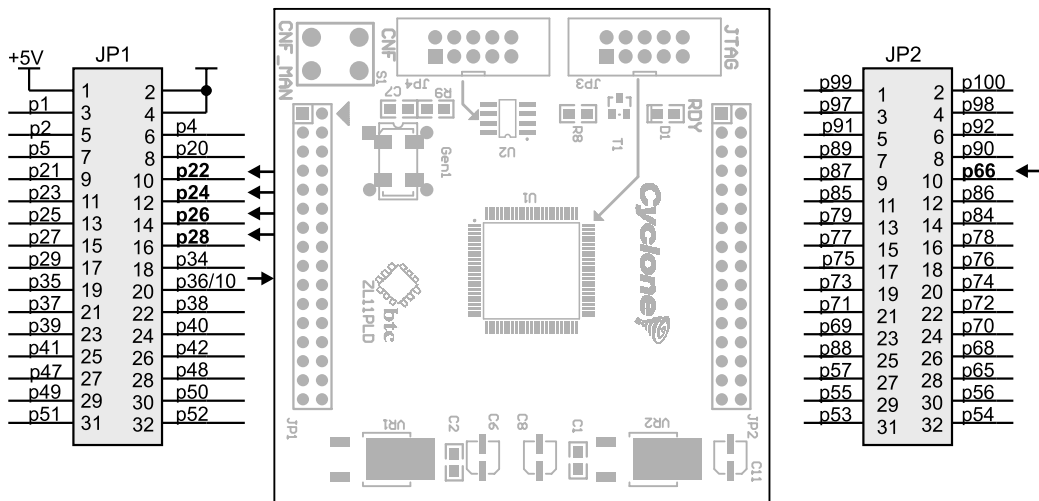 JP1
+5V
1 2
p1 3 4
p2 5 6 p4
p5 7 8 p20
p21 9 10 p22
p23 11 12 p24
p25 13 14 p26
p27 15 16 p28
p29 17 18 p34
p35 19 20 p36/10
p37 21 22 p38
p39 23 24 p40
p41 25 26 p42
p47 27 28 p48
p49 29 30 p50
p51 31 32 p52
CNF_MAN
S1
CNF
JP4
JP3
JTAG
C7
R9
U2
R8
T1
D1
RDY
Gen1
U1
Cyclone
btc
ZL11PLD
JP1
VR1
C2
C6
C8
C1
VR2
JP2
C11
JP2
p99 1 2 p100
p97 3 4 p98
p91 5 6 p92
p89 7 8 p90
p87 9 10 p66
p85 11 12 p86
p79 13 14 p84
p77 15 16 p78
p75 17 18 p76
p73 19 20 p74
p71 21 22 p72
p69 23 24 p70
p88 25 26 p68
p57 27 28 p65
p55 29 30 p56
p53 31 32 p54